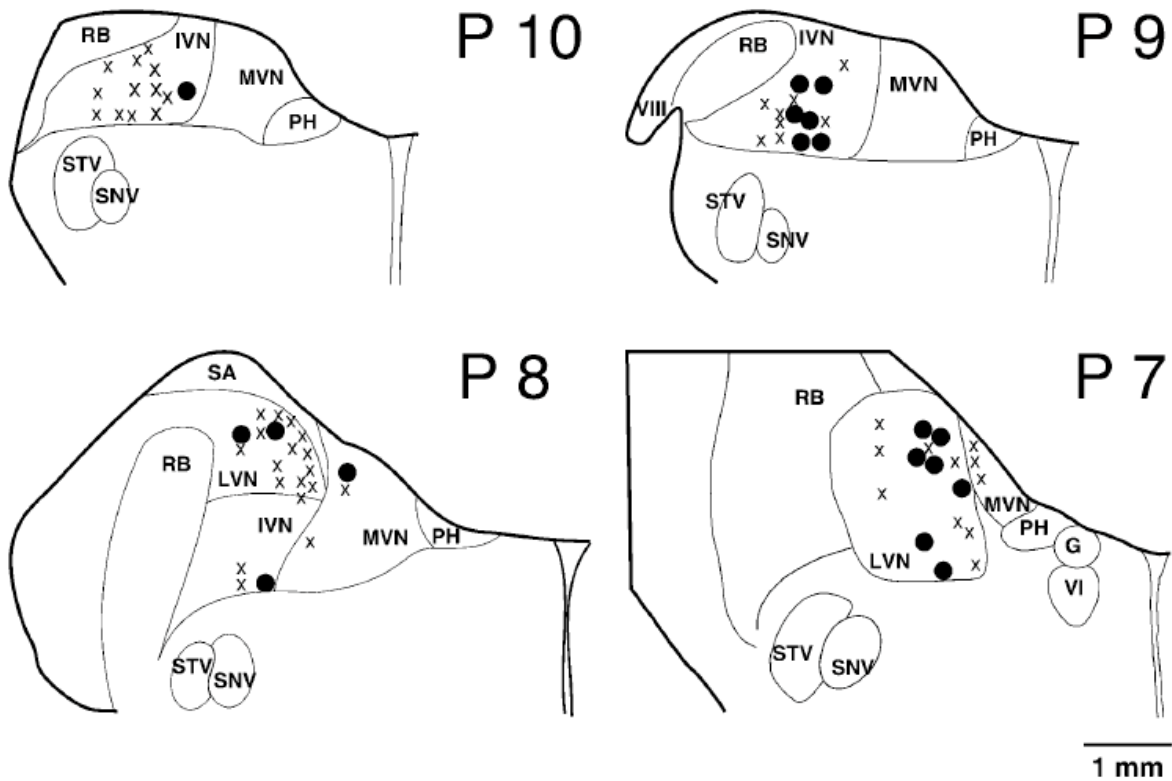 P 10
RB
IVN
MVN
PH
STV
SNV
P 9
RB
IVN
MVN
VIII
PH
STV
SNV
P 8
SA
RB
LVN
IVN
MVN
PH
STV
SNV
P 7
RB
MVN
PH
G
LVN
VI
STV
SNV
1 mm